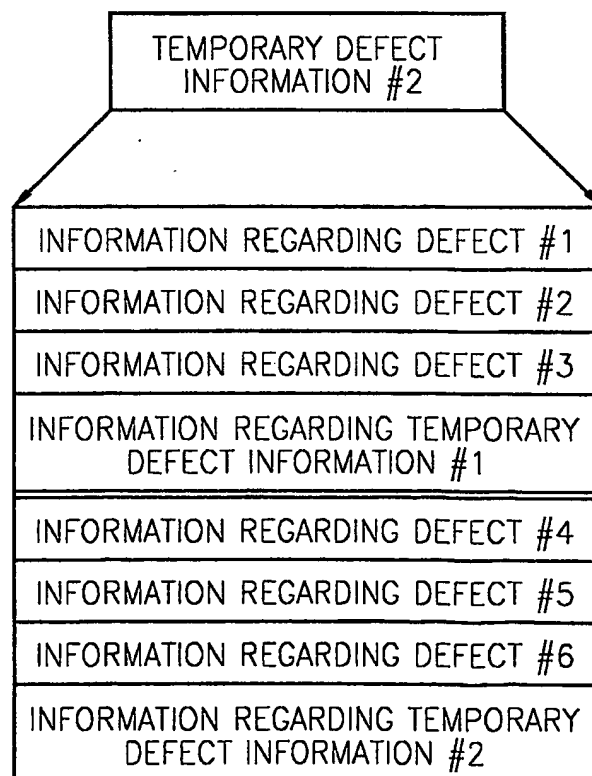 TEMPORARY DEFECT
INFORMATION #2
INFORMATION REGARDING DEFECT #1
INFORMATION REGARDING DEFECT #2
INFORMATION REGARDING DEFECT #3
INFORMATION REGARDING TEMPORARY
DEFECT INFORMATION #1
INFORMATION REGARDING DEFECT #4
INFORMATION REGARDING DEFECT #5
INFORMATION REGARDING DEFECT #6
INFORMATION REGARDING TEMPORARY
DEFECT INFORMATION #2